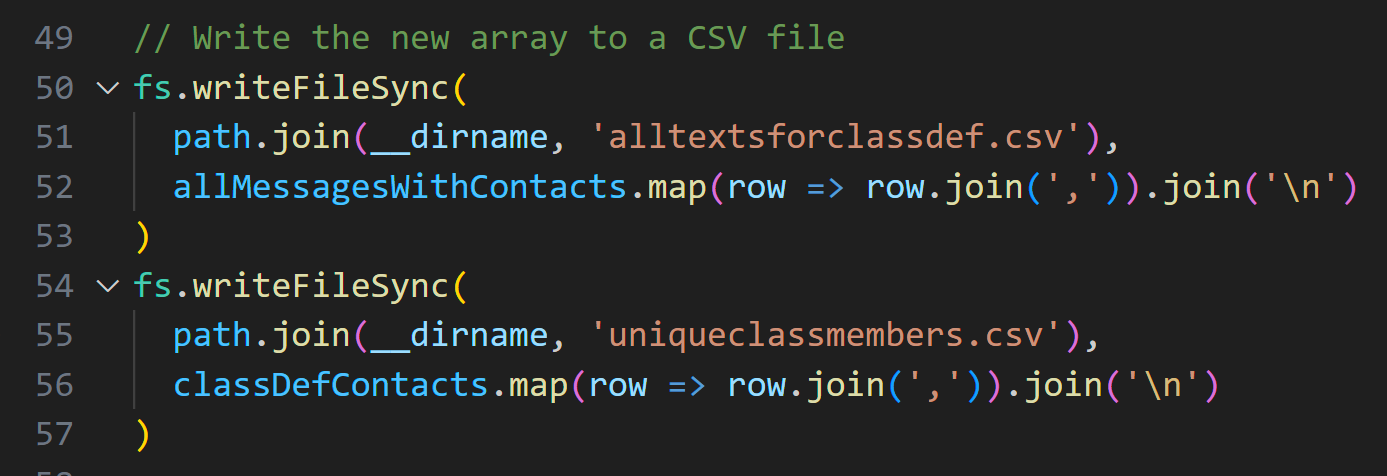 49 // Write the new array to a CSV file
50 fs.writeFileSync(
51 path.join(__dirname, 'alltextsforclassdef.csv'),
52 allMessagesWithContacts.map(row => row.join(',')).join('\n')
53 )
54 fs.writeFileSync(
55 path.join(__dirname, 'uniqueclassmembers.csv'),
56 classDefContacts.map(row => row.join(',')).join('\n')
57 )